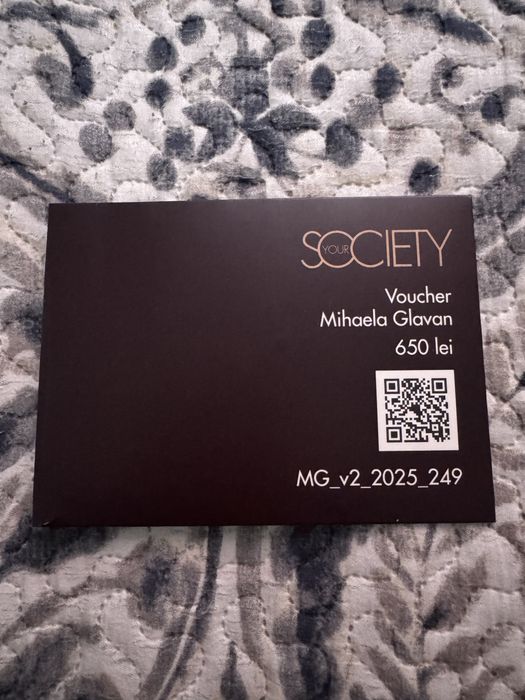 YOUR SOCIETY
Voucher
Mihaela Glavan
650 lei
MG_v2_2025_249